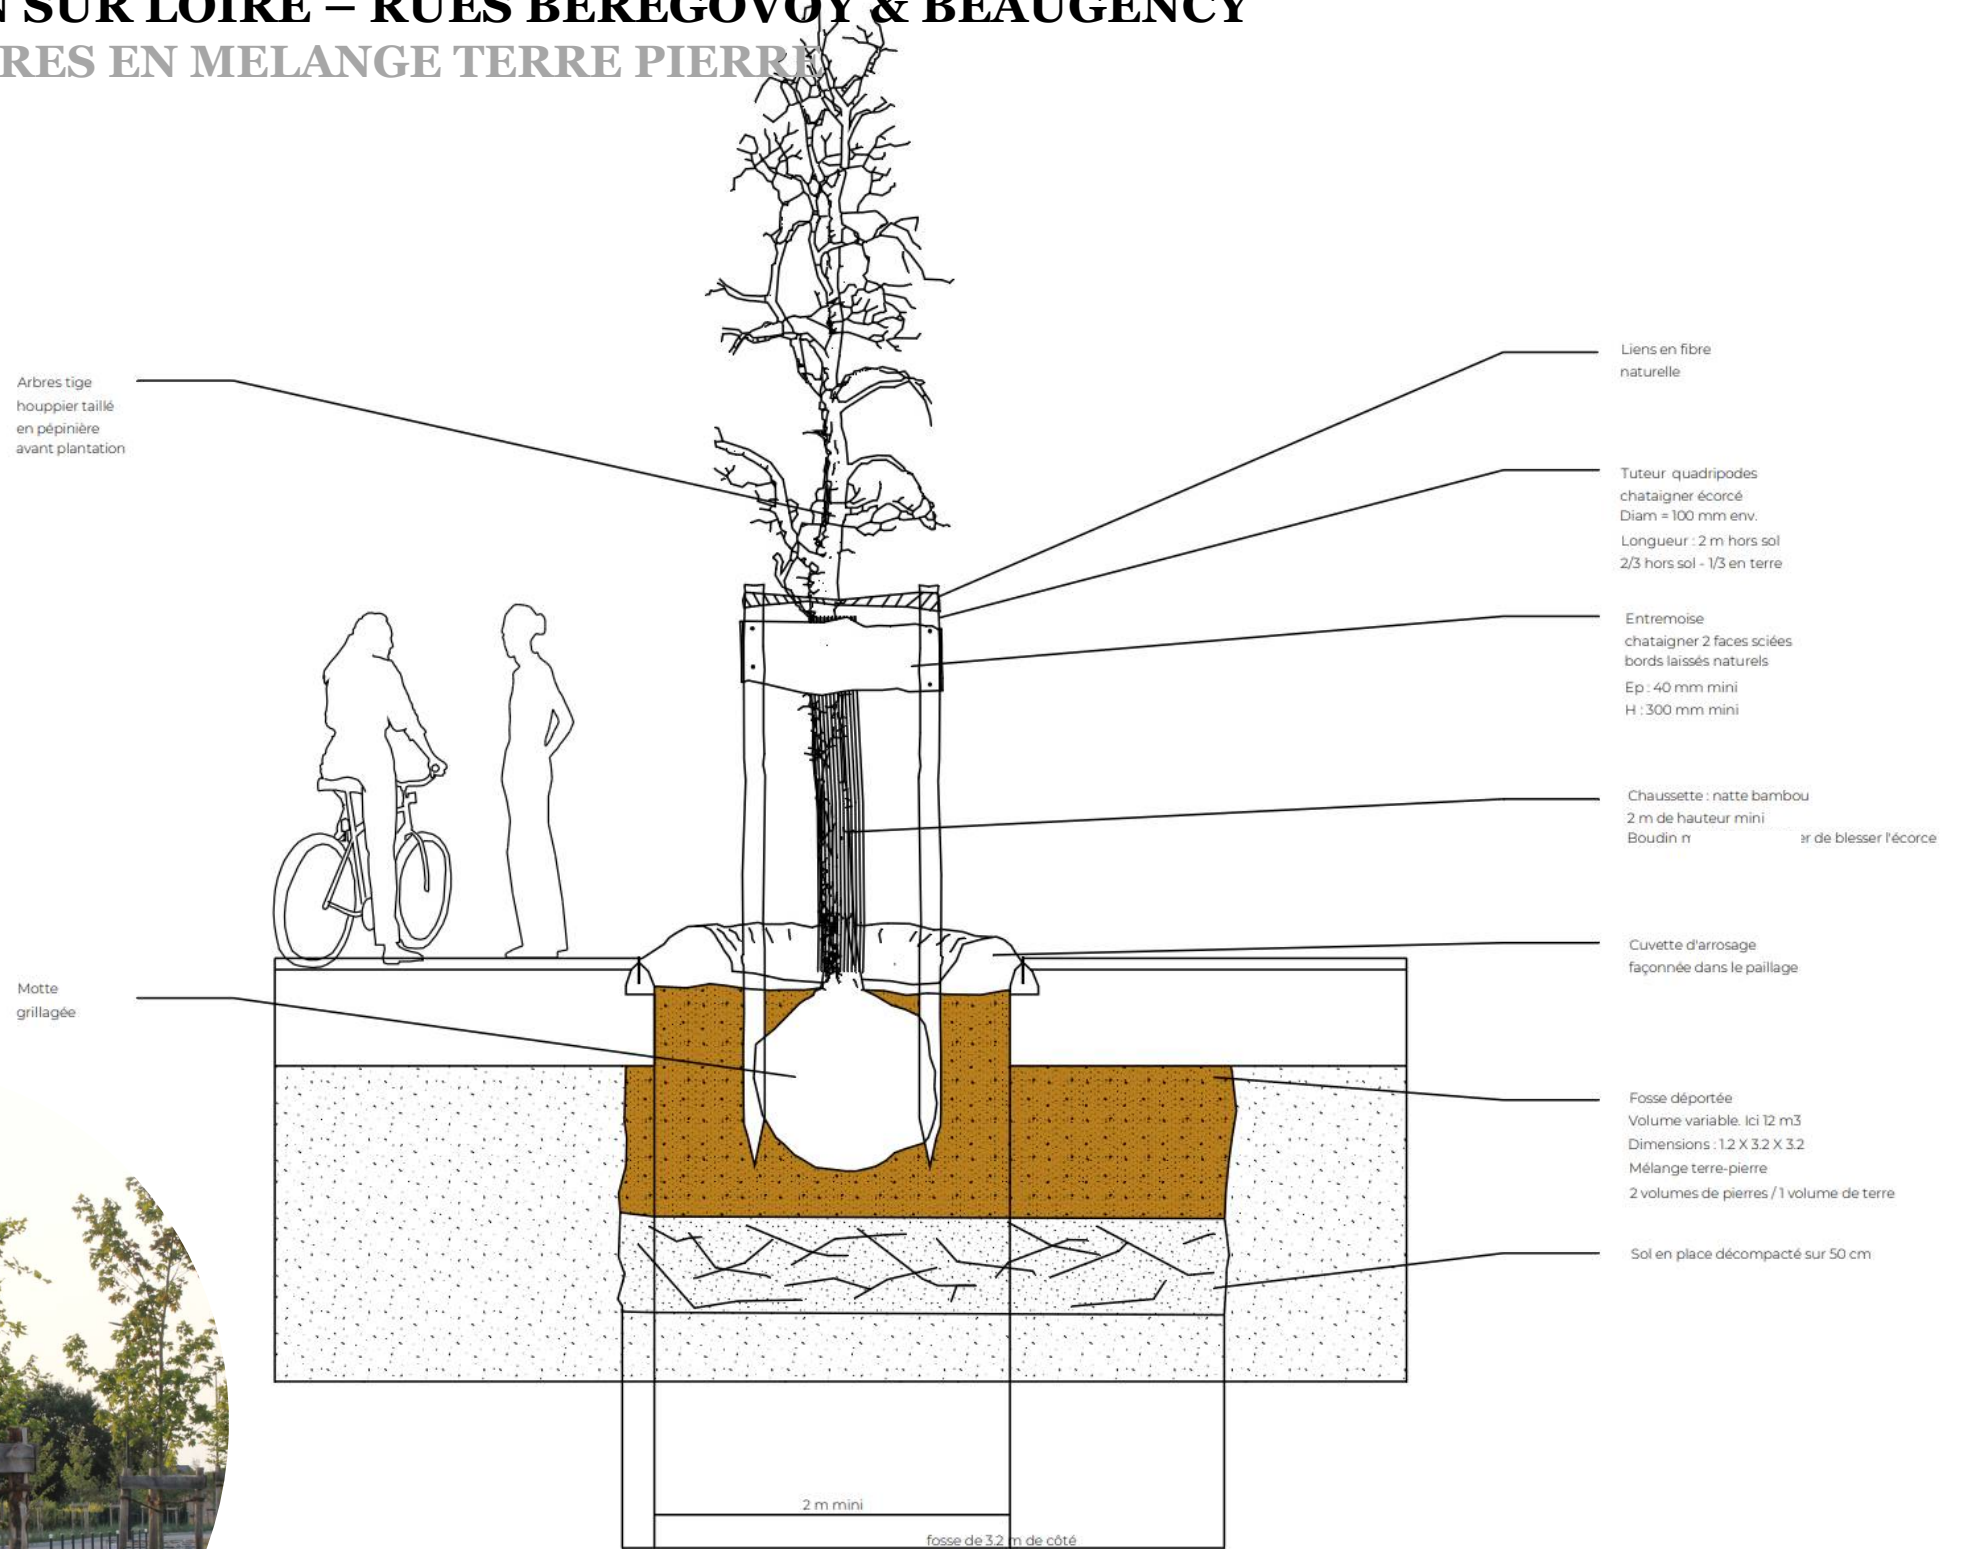 SUR LOIRE – RUES BEREGOVOY & BEAUGENCY
RES EN MELANGE TERRE PIERRE
Arbres tige
houppier taillé
en pépinière
avant plantation
Motte
grillagée
Liens en fibre
naturelle
Tuteur quadripodes
chataigner écorcé
Diam = 100 mm env.
Longueur : 2 m hors sol
2/3 hors sol - 1/3 en terre
Entremoise
chataigner 2 faces sciées
bords laissés naturels
Ep : 40 mm mini
H : 300 mm mini
Chaussette : natte bambou
2 m de hauteur mini
Boudin de blesser l'écorce
Cuvette d'arrosage
façonnée dans le paillage
Fosse déportée
Volume variable. Ici 12 m3
Dimensions : 1.2 X 3.2 X 3.2
Mélange terre-pierre
2 volumes de pierres / 1 volume de terre
Sol en place décompacté sur 50 cm
2 m mini
fosse de 3.2 m de côté